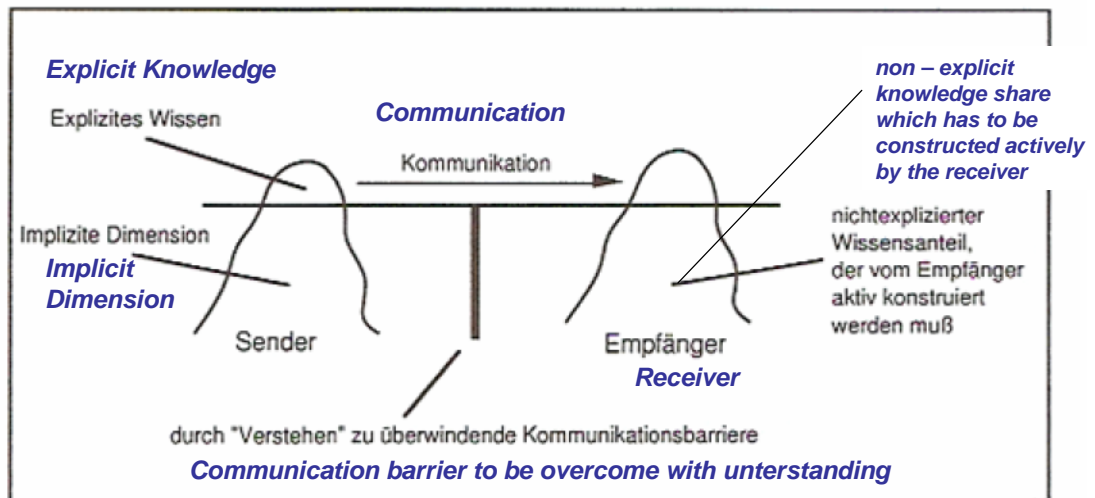 Explicit Knowledge
Explizites Wissen
Communication
Kommunikation
non – explicit
knowledge share
which has to be
constructed actively
by the receiver
Implizite Dimension
Implicit
Dimension
nichtexplizierter
Wissensanteil,
der vom Empfänger
aktiv konstruiert
werden muß
Sender
Empfänger
Receiver
durch "Verstehen" zu überwindende Kommunikationsbarriere
Communication barrier to be overcome with unterstanding